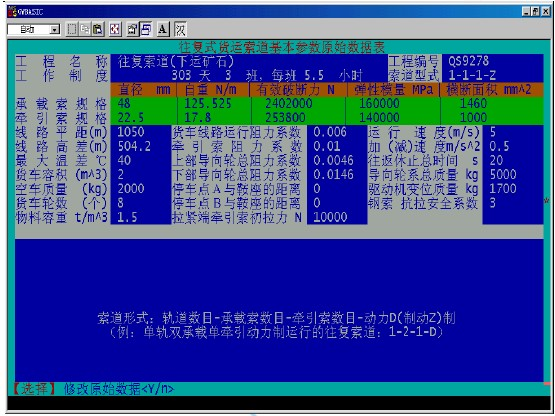 GWBASIC
自动
A
汉
往复式货运索道基本参数原始数据表
工 程 名 称 往复索道(下运矿石) 工程编号 QS9278
工 作 制 度 303 天 3 班,每班 5.5 小时 索道型式 1-1-1-Z
直径 mm 自重 N/m 有效破断力 N 弹性模量 MPa 横断面积 mm^2
承 载 索 规 格 48 125.525 2402000 160000 1460
牵 引 索 规 格 22.5 17.8 253800 140000 1000
线 路 平 距(m) 1050 货车线路运行阻力系数 0.006 运 行 速 度(m/s) 5
线 路 高 差(m) 504.2 牵 引 索 阻 力 系 数 0.01 加 (减)速 度m/s^2 0.5
最 大 温 差 ℃ 40 上部导向轮总阻力系数 0.0046 往返休止总时间 s 20
货车容积 (m^3) 2 下部导向轮总阻力系数 0.0146 导向轮系总质量 kg 5000
空车质量 (kg) 2000 停车点A与鞍座的距离 0 驱动机变位质量 kg 1700
货车轮数 (个) 8 停车点B与鞍座的距离 0 钢索 抗拉安全系数 3
物料容重 t/m^3 1.5 拉紧端牵引索初拉力 N 10000
索道形式: 轨道数目-承载索数目-牵引索数目-动力D(制动Z)制
(例: 单轨双承载单牵引动力制运行的往复索道: 1-2-1-D)
【选择】 修改原始数据<Y/n>